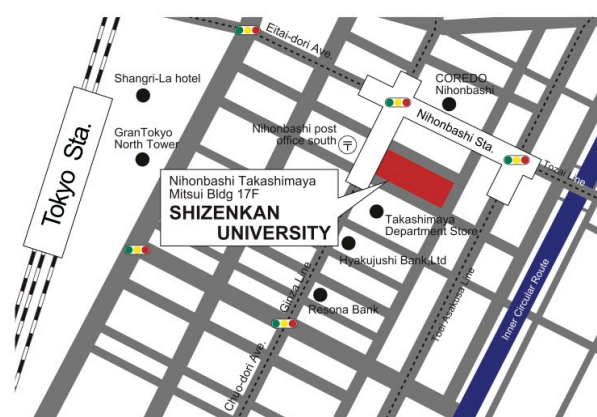 Eitai-dori Ave.
Shangri-La hotel
COREDO
Nihonbashi
GranTokyo
North Tower
Nihonbashi post
office south
〒
Nihonbashi Sta.
Tozai Line
Tokyo Sta.
Nihonbashi Takashimaya
Mitsui Bldg 17F
SHIZENKAN
UNIVERSITY
Takashimaya
Department Store
Hyakujushi Bank,Ltd
Ginza Line
Resona Bank
Toei Asakusa Line
Inner Circular Route
Chuo-dori Ave.